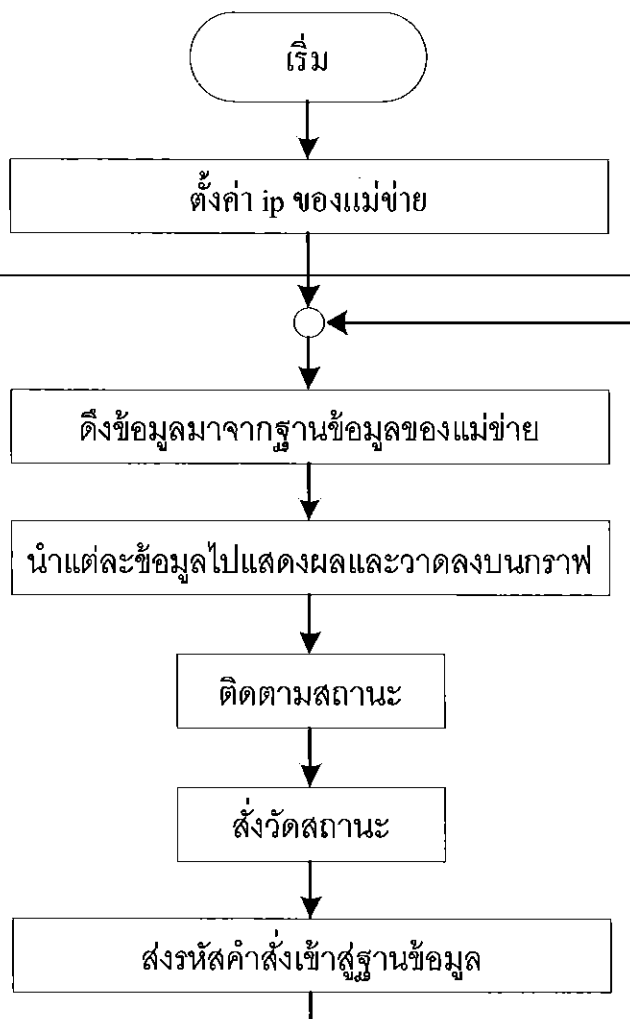 เริ่ม
ตั้งค่า ip ของแม่ข่าย
ดึงข้อมูลมาจากฐานข้อมูลของแม่ข่าย
นำแต่ละข้อมูลไปแสดงผลและวาดลงบนกราฟ
ติดตามสถานะ
สั่งวัดสถานะ
ส่งรหัสคำสั่งเข้าสู่ฐานข้อมูล